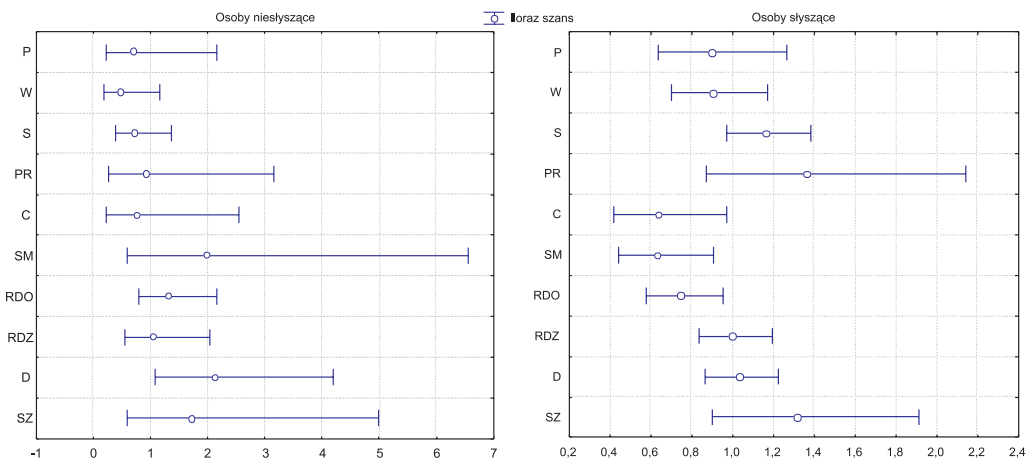 Osoby niesłyszące
Iloraz szans
Osoby słyszące
P
W
S
PR
C
SM
RDO
RDZ
D
SZ
-1 0 1 2 3 4 5 6 7
P
W
S
PR
C
SM
RDO
RDZ
D
SZ
0,2 0,4 0,6 0,8 1,0 1,2 1,4 1,6 1,8 2,0 2,2 2,4